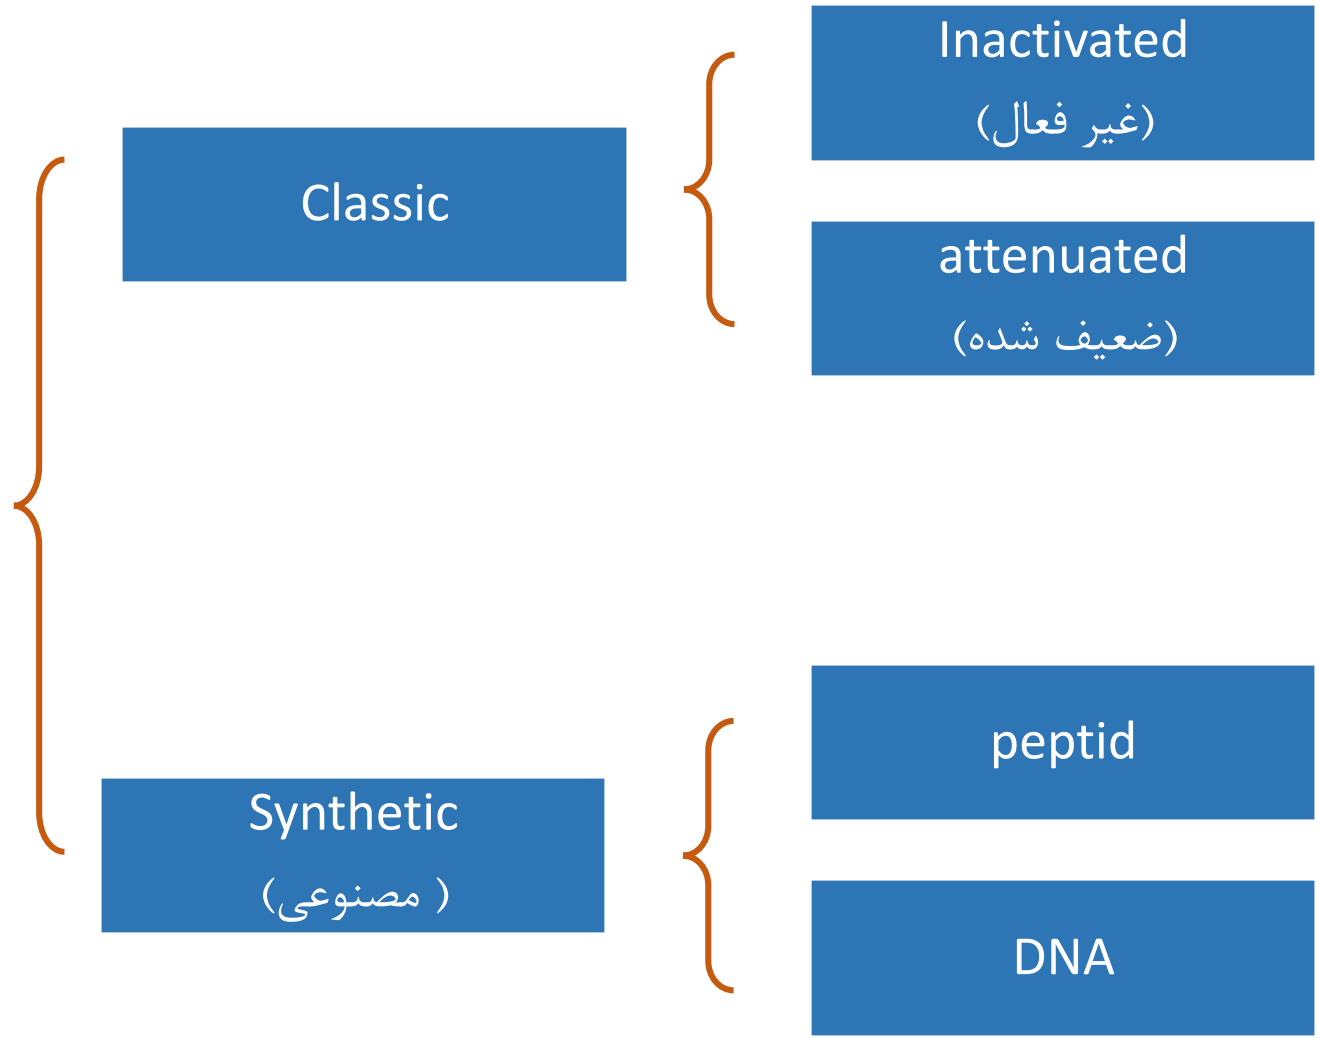 Classic
Inactivated
(غیر فعال)
attenuated
(ضعیف شده)
Synthetic
( مصنوعی)
peptid
DNA